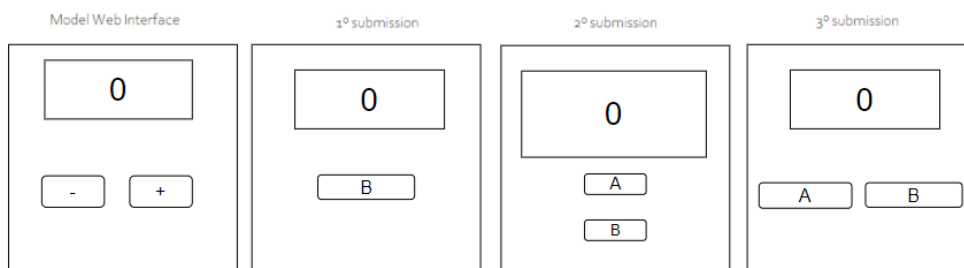 Model Web Interface
1º submission
2º submission
3º submission
0
- +
0
B
0
A
B
0
A B